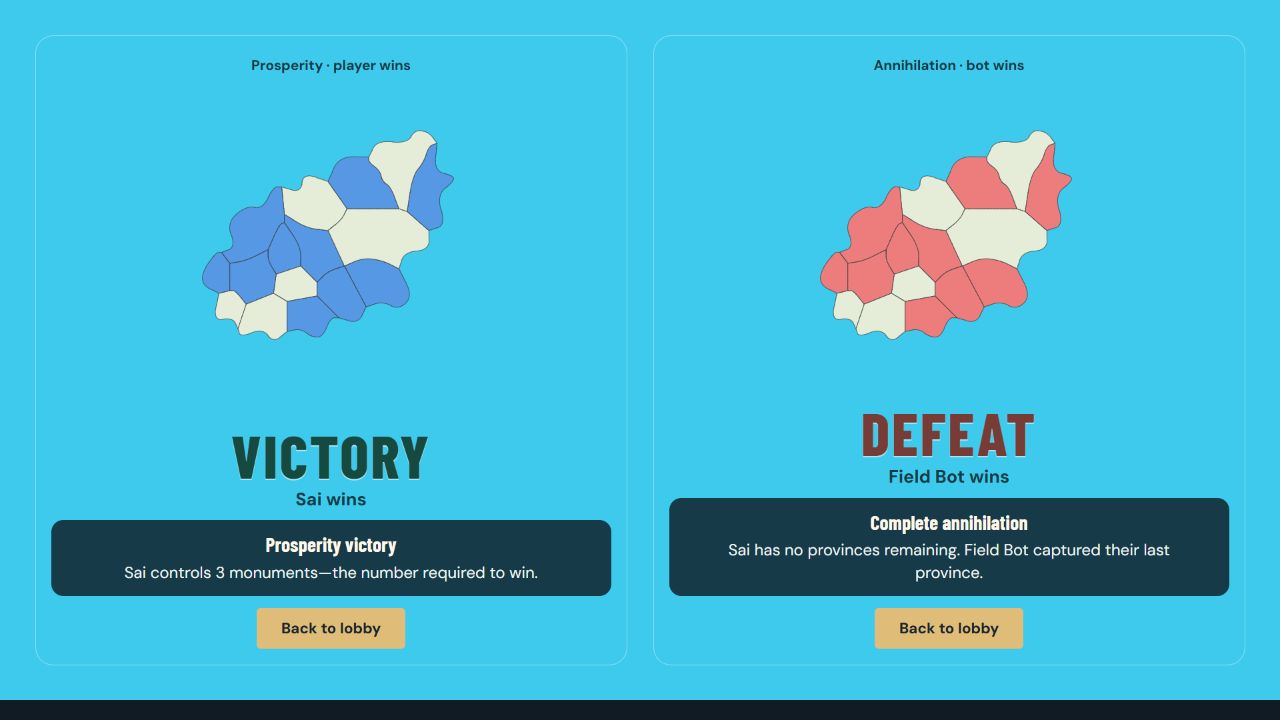 Prosperity · player wins
VICTORY
Sai wins
Prosperity victory
Sai controls 3 monuments—the number required to win.
Back to lobby
Annihilation · bot wins
DEFEAT
Field Bot wins
Complete annihilation
Sai has no provinces remaining. Field Bot captured their last
province.
Back to lobby